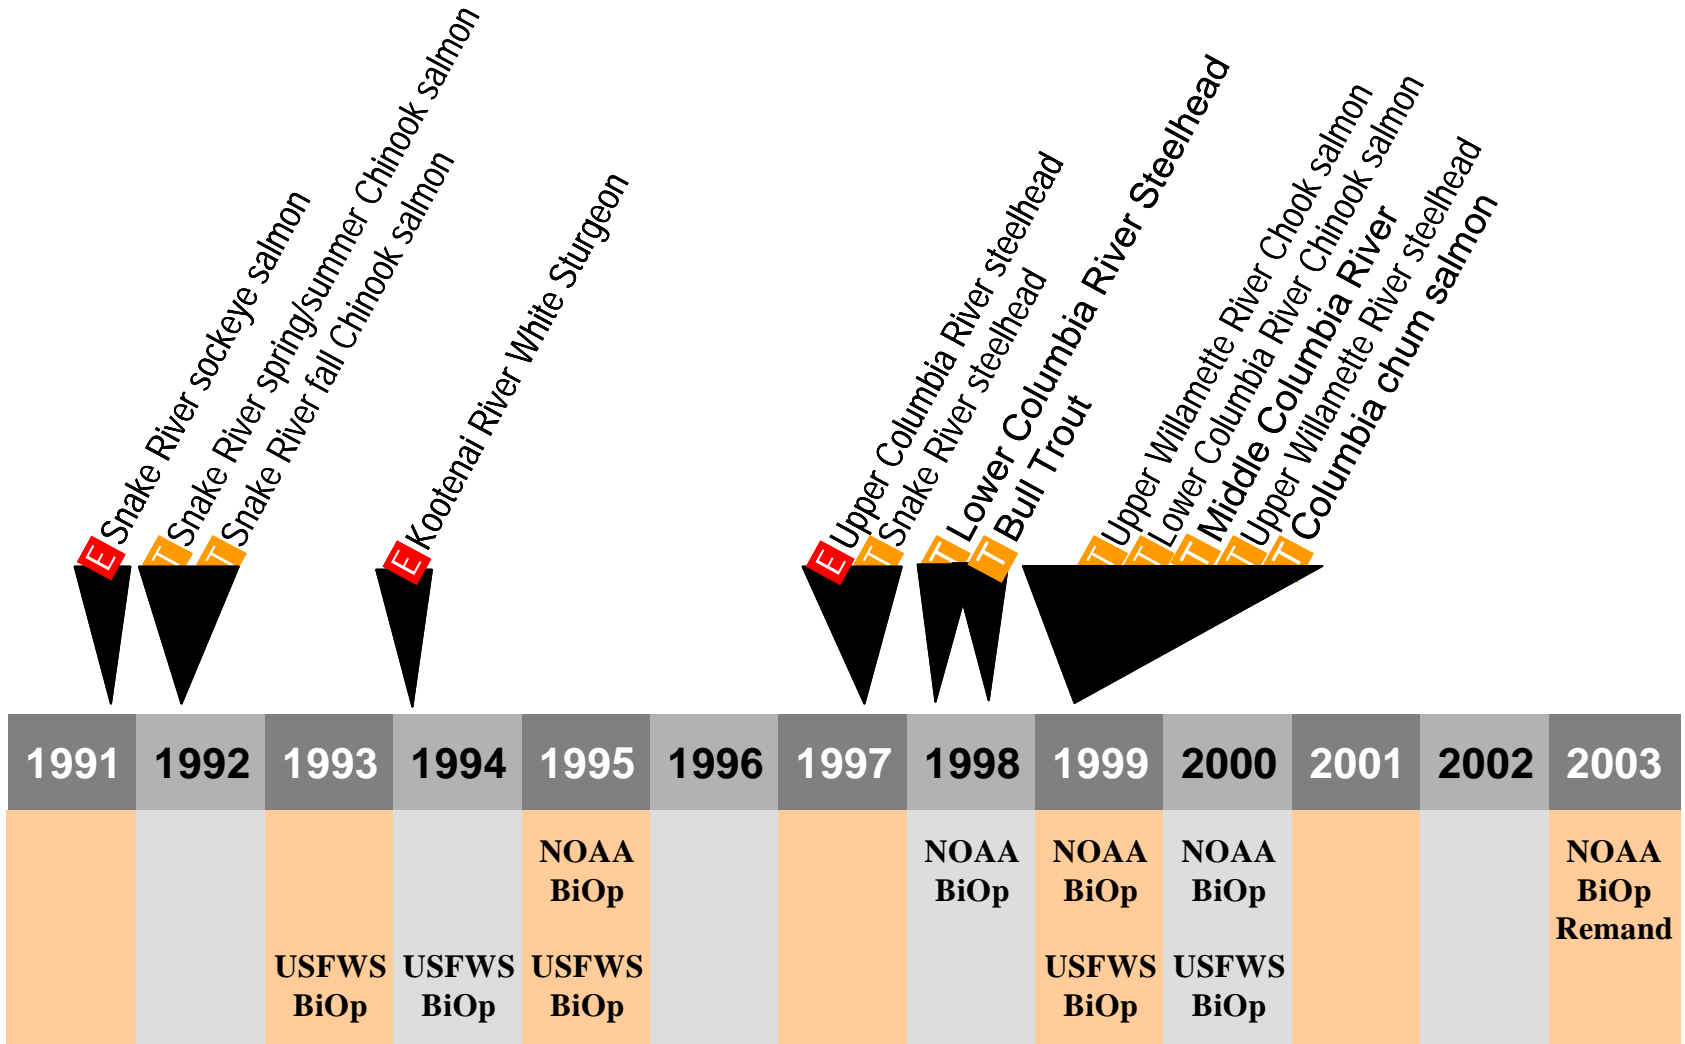 E Snake River sockeye salmon
T Snake River spring/summer Chinook salmon
T Snake River fall Chinook salmon
E Kootenai River White Sturgeon
E Upper Columbia River steelhead
T Snake River steelhead
T Lower Columbia River Steelhead
T Bull Trout
T Upper Willamette River Chook salmon
T Lower Columbia River Chinook salmon
T Middle Columbia River
T Upper Willamette River steelhead
T Columbia chum salmon
1991 1992 1993 1994 1995 1996 1997 1998 1999 2000 2001 2002 2003
NOAA NOAA NOAA NOAA NOAA
BiOp BiOp BiOp BiOp BiOp
Remand
USFWS USFWS USFWS USFWS USFWS
BiOp BiOp BiOp BiOp BiOp